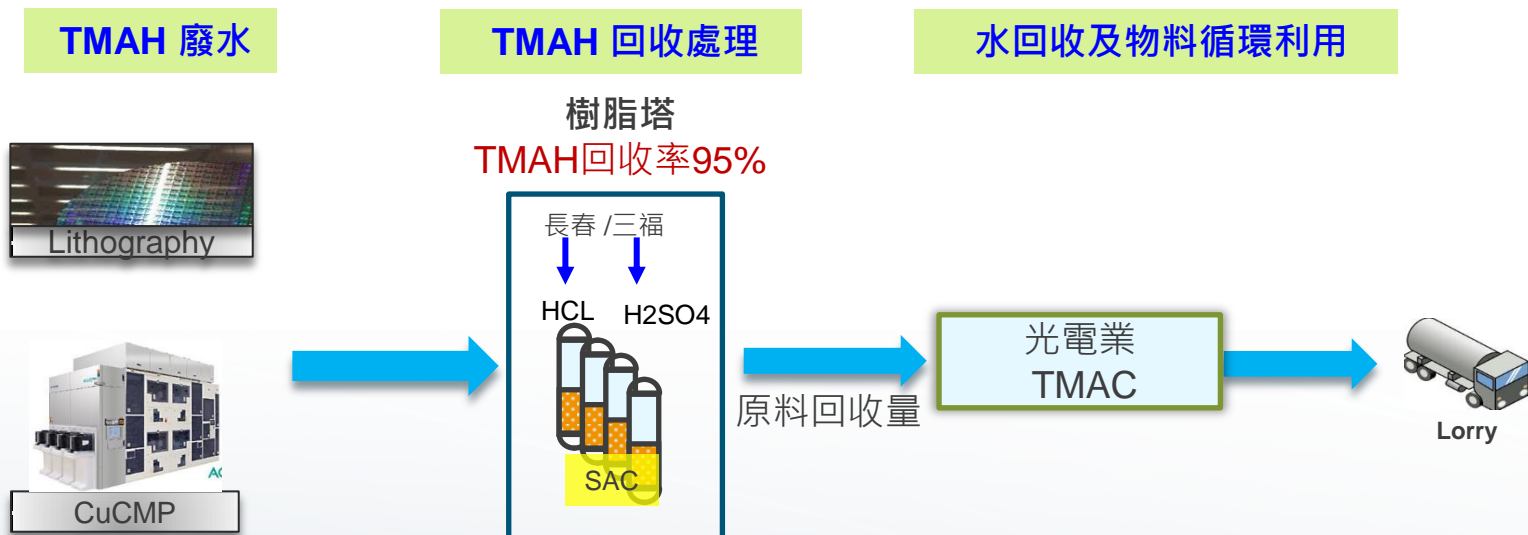 TMAH 廢水
TMAH 回收處理
水回收及物料循環利用
樹脂塔
TMAH回收率95%
Lithography
長春 /三福
HCL
H2SO4
SAC
原料回收量
光電業
TMAC
Lorry
CuCMP